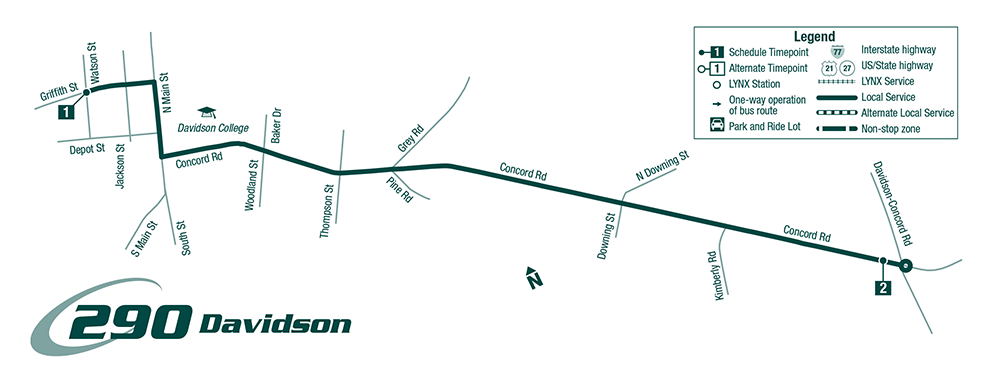 Legend
1 Schedule Timepoint
1 Alternate Timepoint
LYNX Station
One-way operation
of bus route
Park and Ride Lot
77 Interstate highway
21 27 US/State highway
LYNX Service
Local Service
Alternate Local Service
Non-stop zone
Griffith St
Watson St
N Main St
1
Depot St
Jackson St
Davidson College
Concord Rd
S Main St
South St
Baker Dr
Woodland St
Thompson St
Grey Rd
Pine Rd
Concord Rd
N Downing St
Downing St
Kimberly Rd
Concord Rd
Davidson-Concord Rd
2
N
290 Davidson